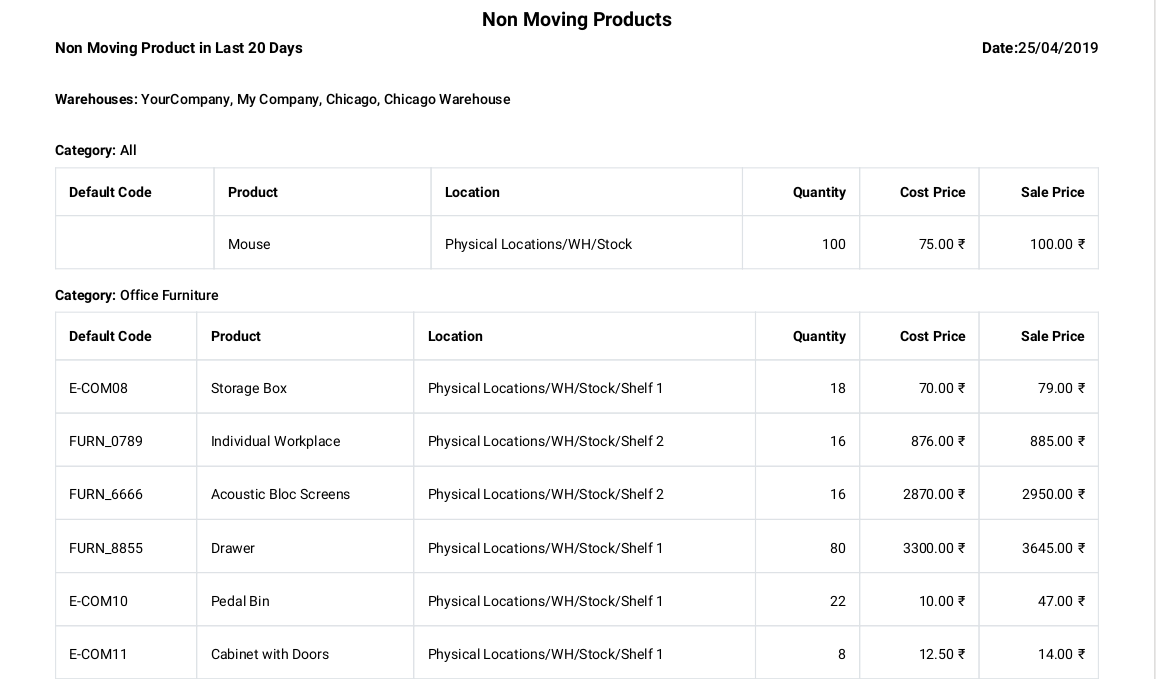 Non Moving Products
Non Moving Product in Last 20 Days Date:25/04/2019
Warehouses: YourCompany, My Company, Chicago, Chicago Warehouse
Category: All
Default Code Product Location Quantity Cost Price Sale Price
Mouse Physical Locations/WH/Stock 100 75.00 ₹ 100.00 ₹
Category: Office Furniture
Default Code Product Location Quantity Cost Price Sale Price
E-COM08 Storage Box Physical Locations/WH/Stock/Shelf 1 18 70.00 ₹ 79.00 ₹
FURN_0789 Individual Workplace Physical Locations/WH/Stock/Shelf 2 16 876.00 ₹ 885.00 ₹
FURN_6666 Acoustic Bloc Screens Physical Locations/WH/Stock/Shelf 2 16 2870.00 ₹ 2950.00 ₹
FURN_8855 Drawer Physical Locations/WH/Stock/Shelf 1 80 3300.00 ₹ 3645.00 ₹
E-COM10 Pedal Bin Physical Locations/WH/Stock/Shelf 1 22 10.00 ₹ 47.00 ₹
E-COM11 Cabinet with Doors Physical Locations/WH/Stock/Shelf 1 8 12.50 ₹ 14.00 ₹